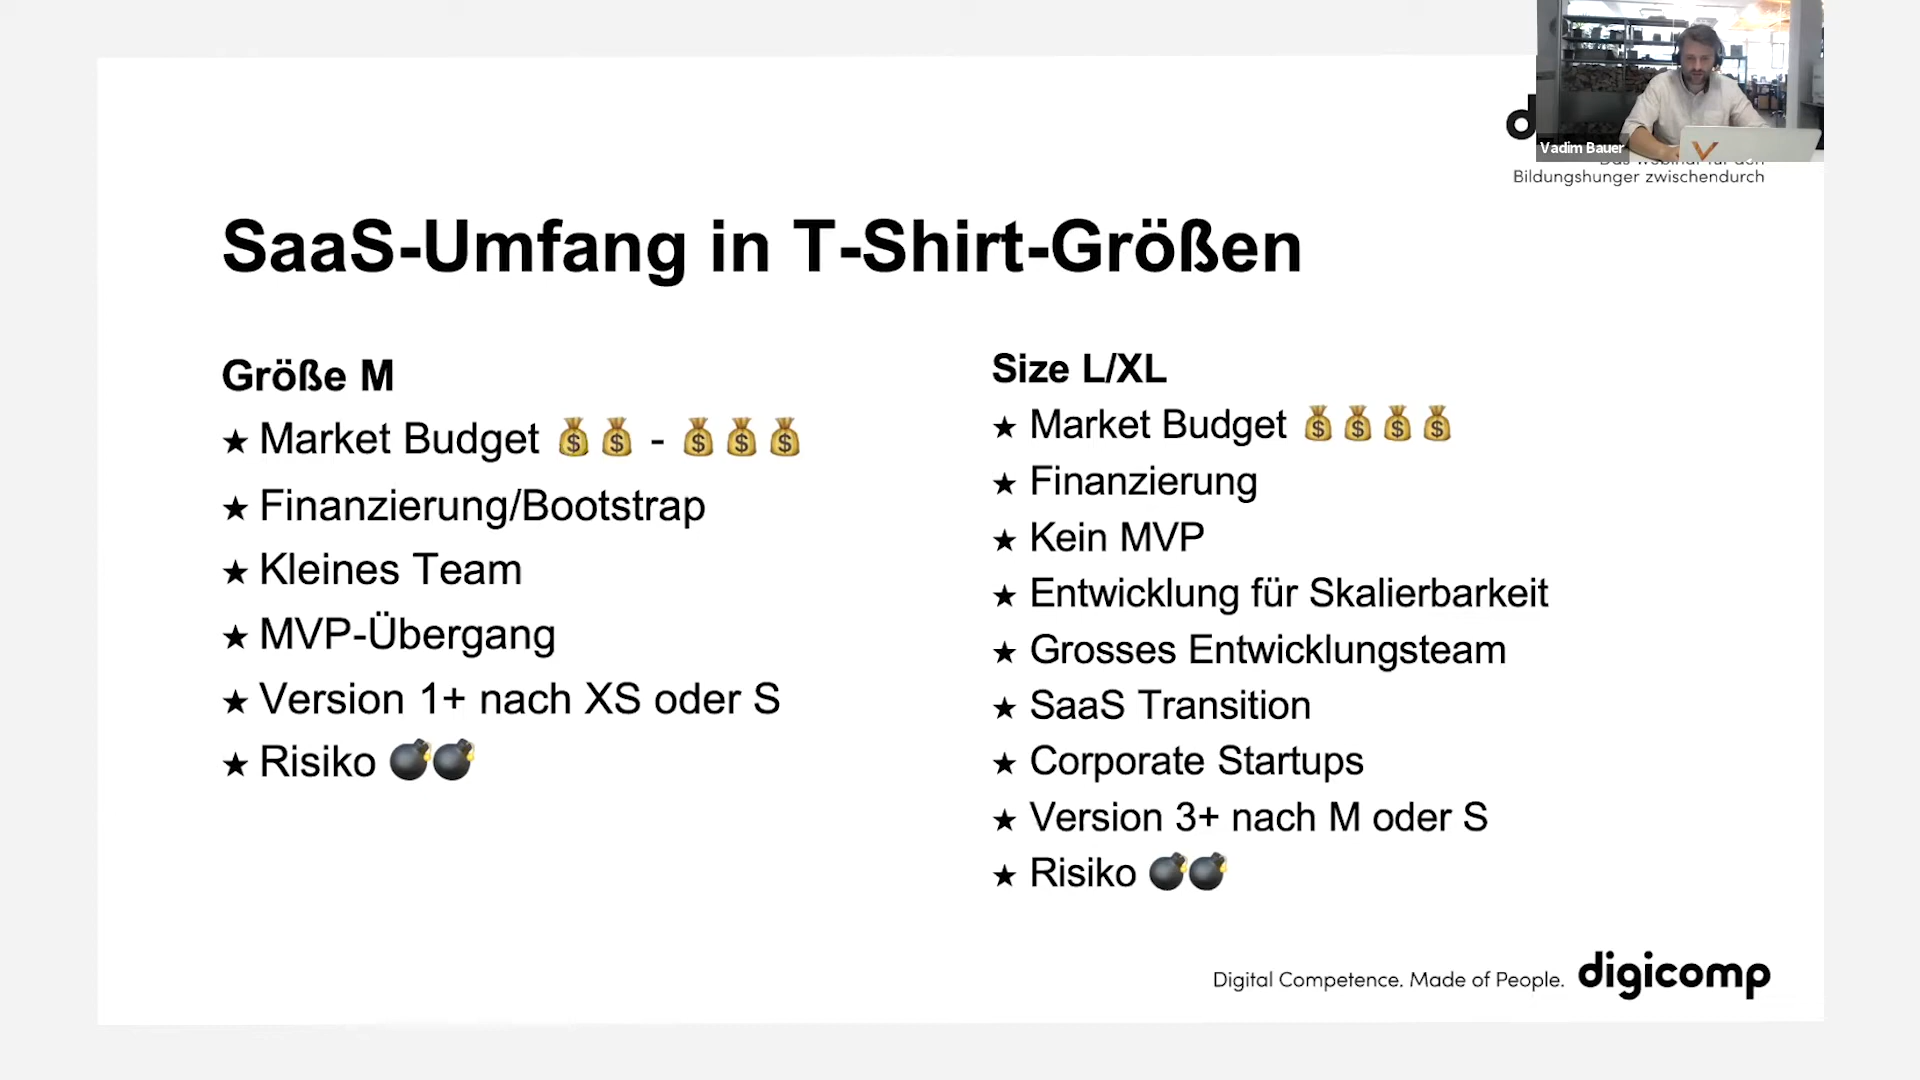 Vadim Bauer
Bildungshunger zwischendurch
SaaS-Umfang in T-Shirt-Größen
Größe M
★ Market Budget 💰💰 - 💰💰💰
★ Finanzierung/Bootstrap
★ Kleines Team
★ MVP-Übergang
★ Version 1+ nach XS oder S
★ Risiko 💣💣
Size L/XL
★ Market Budget 💰💰💰💰
★ Finanzierung
★ Kein MVP
★ Entwicklung für Skalierbarkeit
★ Grosses Entwicklungsteam
★ SaaS Transition
★ Corporate Startups
★ Version 3+ nach M oder S
★ Risiko 💣💣
Digital Competence. Made of People. digicomp